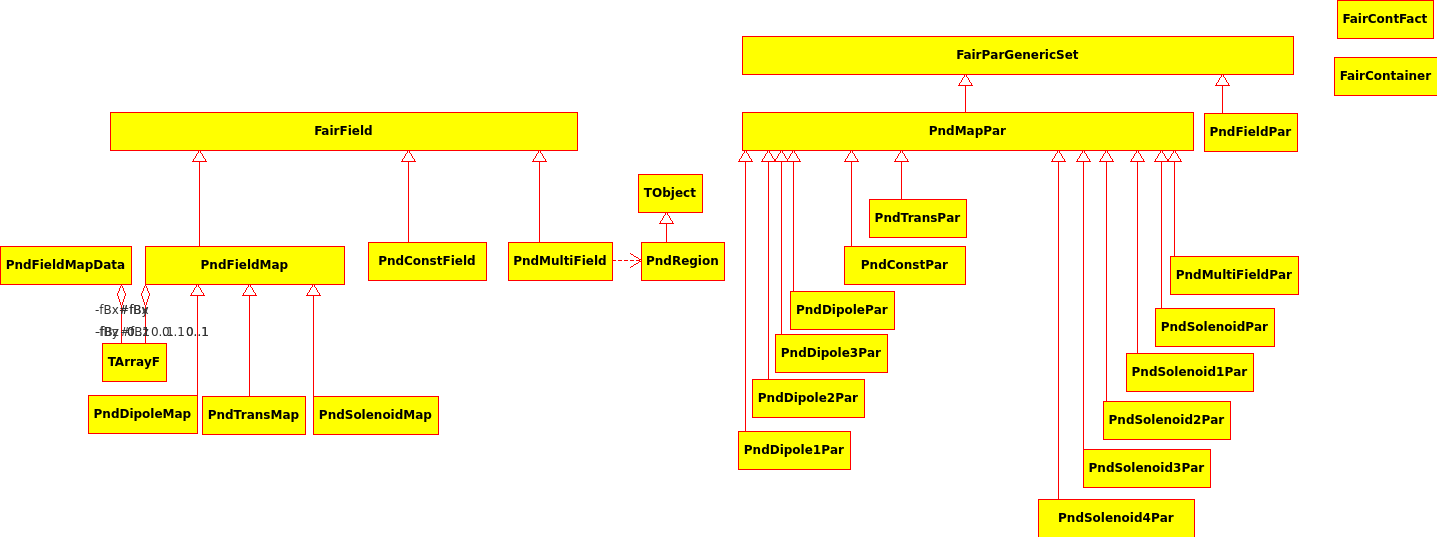 FairContFact
FairParGenericSet
FairContainer
FairField
PndMapPar
PndFieldPar
TObject
PndTransPar
PndFieldMapData
PndFieldMap
PndConstField
PndMultiField
PndRegion
PndConstPar
PndMultiFieldPar
PndDipolePar
PndSolenoidPar
TArrayF
PndDipole3Par
PndSolenoid1Par
PndDipoleMap
PndTransMap
PndSolenoidMap
PndDipole2Par
PndSolenoid2Par
PndDipole1Par
PndSolenoid3Par
PndSolenoid4Par